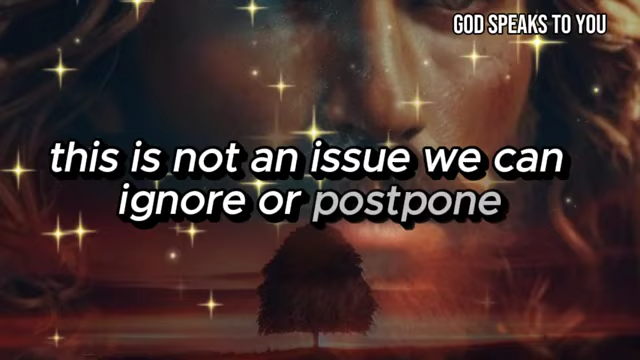 GOD SPEAKS TO YOU
this is not an issue we can
ignore or postpone